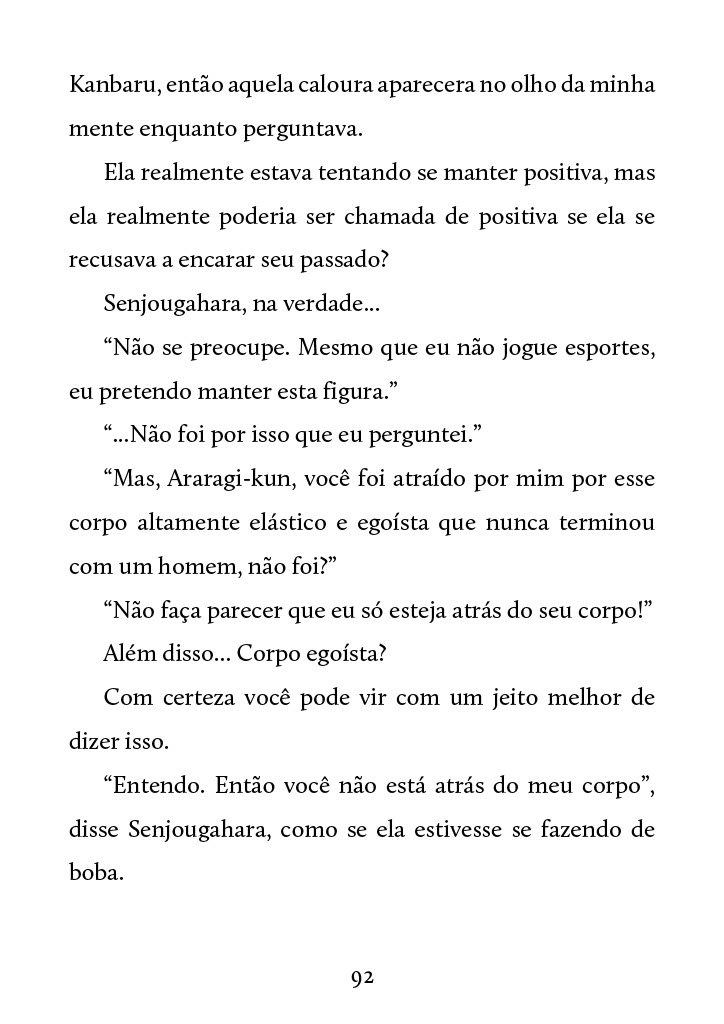 Kanbaru, então aquela caloura aparecera no olho da minha
mente enquanto perguntava.
Ela realmente estava tentando se manter positiva, mas
ela realmente poderia ser chamada de positiva se ela se
recusava a encarar seu passado?
Senjougahara, na verdade…
“Não se preocupe. Mesmo que eu não jogue esportes,
eu pretendo manter esta figura.”
“…Não foi por isso que eu perguntei.”
“Mas, Araragi-kun, você foi atraído por mim por esse
corpo altamente elástico e egoísta que nunca terminou
com um homem, não foi?”
“Não faça parecer que eu só esteja atrás do seu corpo!”
Além disso… Corpo egoísta?
Com certeza você pode vir com um jeito melhor de
dizer isso.
“Entendo. Então você não está atrás do meu corpo”,
disse Senjougahara, como se ela estivesse se fazendo de
boba.
92